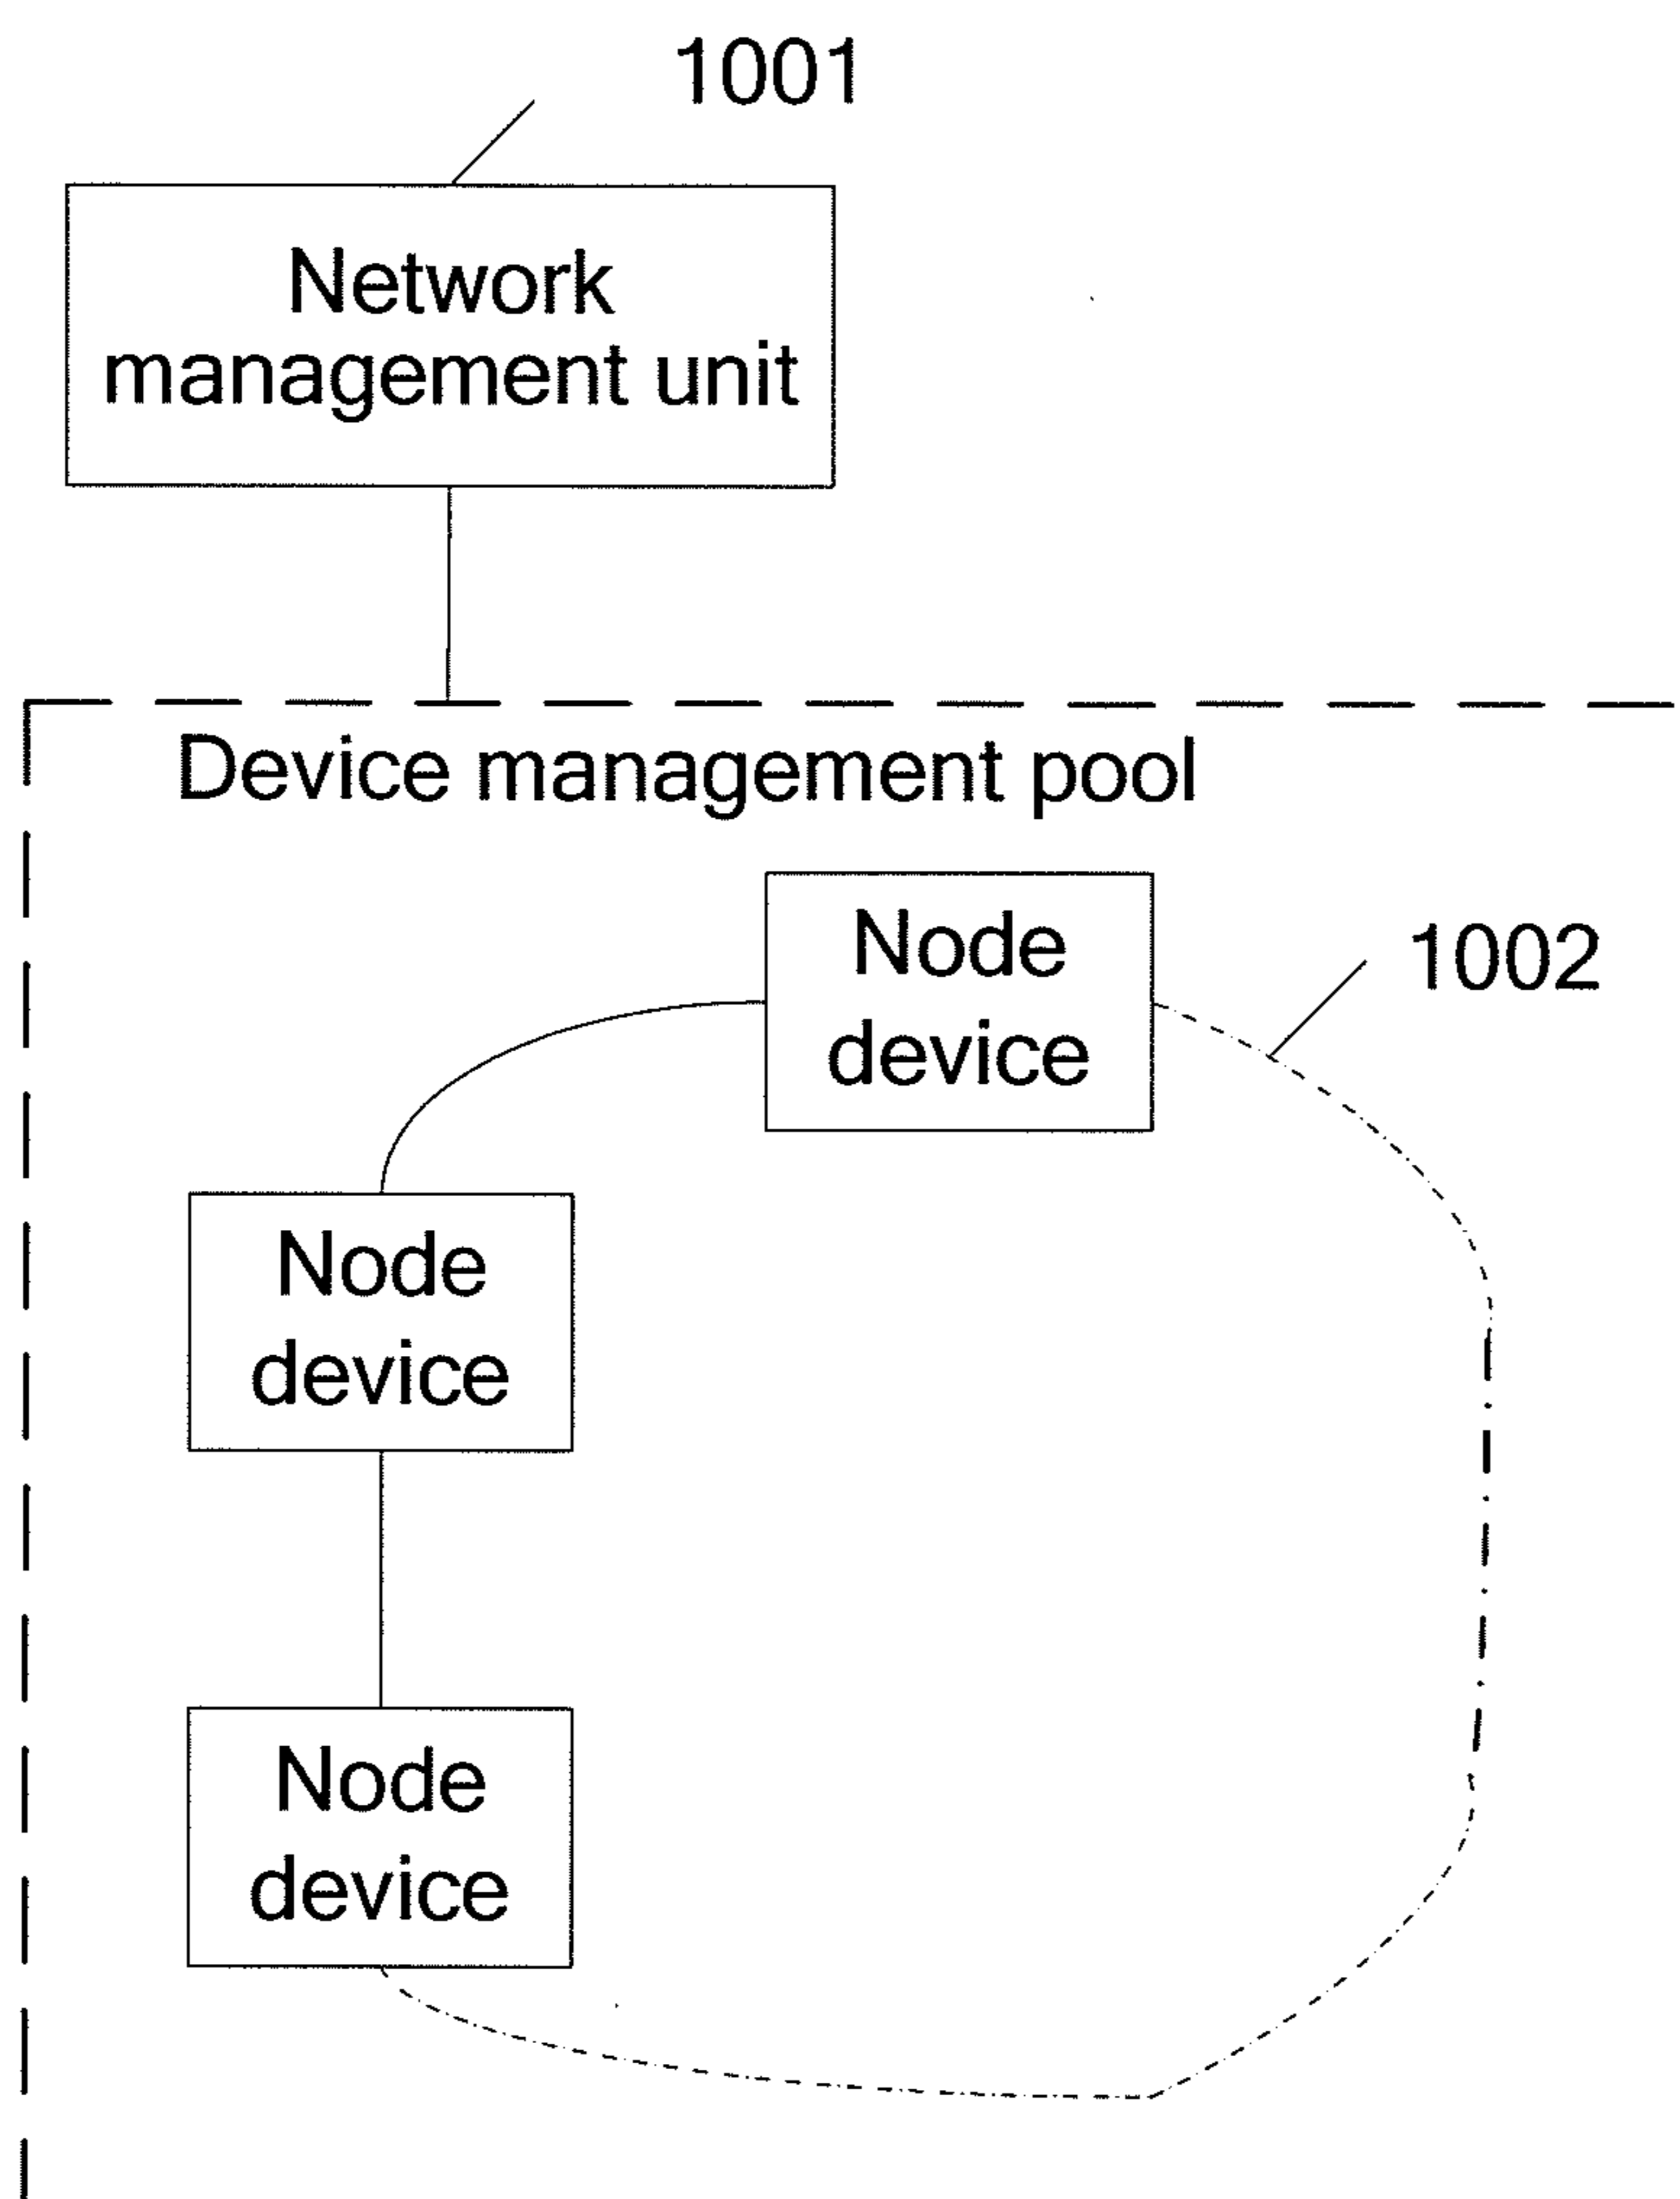 1001
Network
management unit
Device management pool
Node
device
1002
Node
device
Node
device